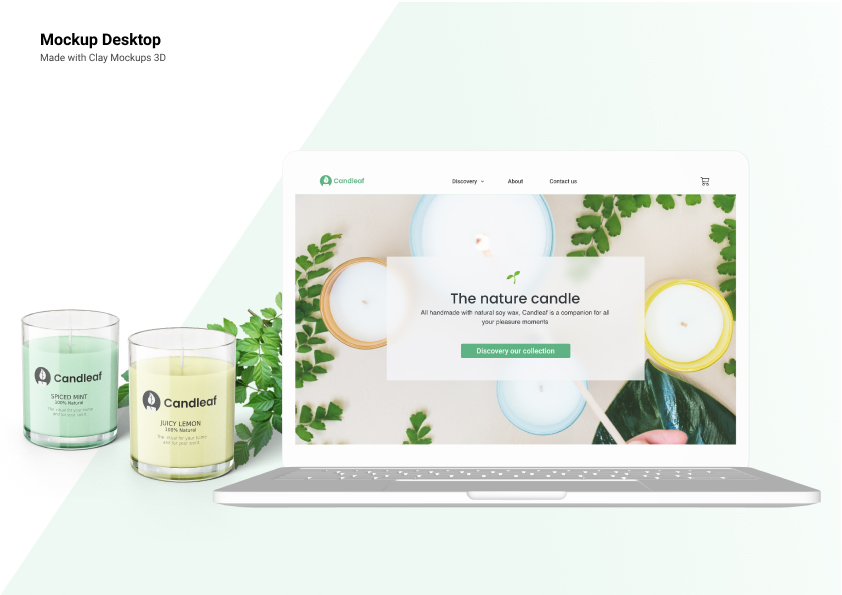 Mockup Desktop
Made with Clay Mockups 3D
Candleaf
Discovery
About
Contact us
The nature candle
All handmade with natural soy wax, Candleaf is a companion for all
your pleasure moments
Discovery our collection
Candleaf
SPICED MINT
100% Natural
Candleaf
JUICY LEMON
100% Natural